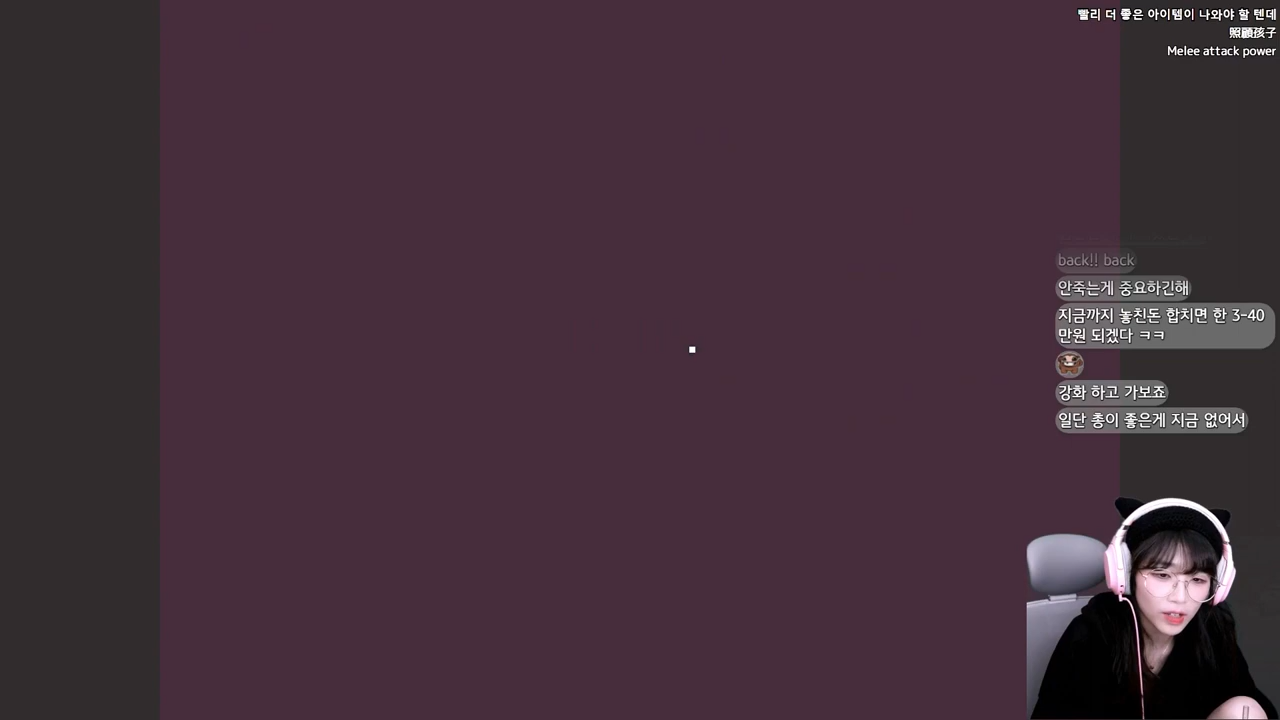 빨리 더 좋은 아이템이 나와야 할 텐데
照顧孩子
Melee attack power
back!! back
안죽는게 중요하긴해
지금까지 놓친돈 합치면 한 3-40
만원 되겠다 ㅋㅋ
강화 하고 가보죠
일단 총이 좋은게 지금 없어서